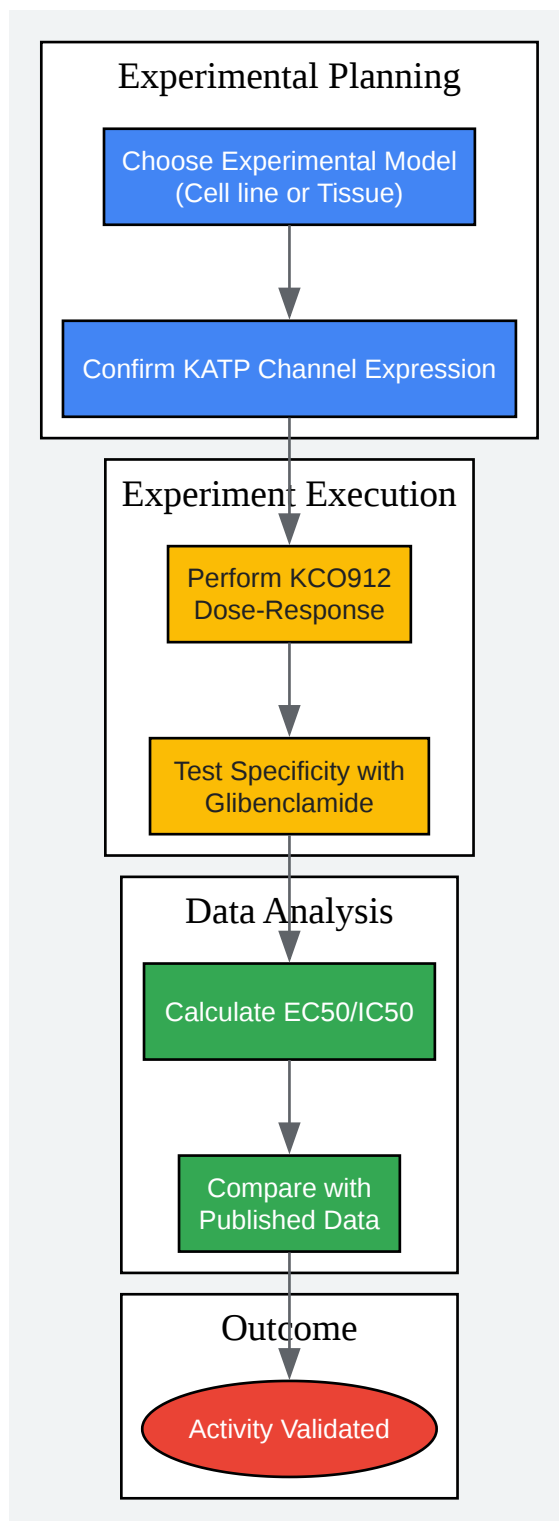 Experimental Planning
Choose Experimental Model
(Cell line or Tissue)
Confirm KATP Channel Expression
Experiment Execution
Perform KCO912
Dose-Response
Test Specificity with
Glibenclamide
Data Analysis
Calculate EC50/IC50
Compare with
Published Data
Outcome
Activity Validated